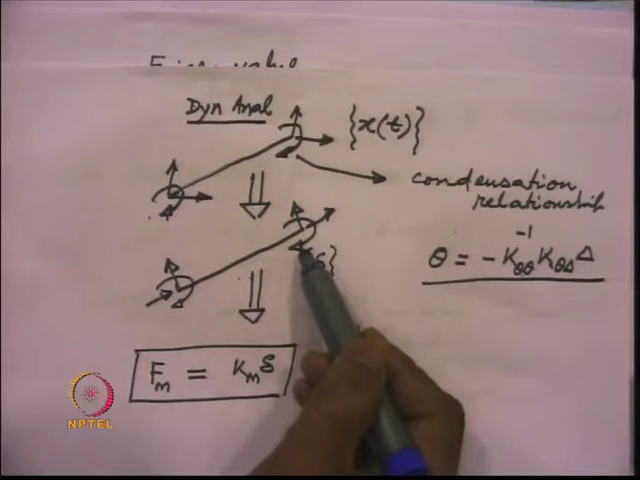 Dyn Anal
{x(t)}
condensation
relationship
θ = - K_θθ^-1 K_θΔ Δ
δ}
F_m = K_m δ
NPTEL